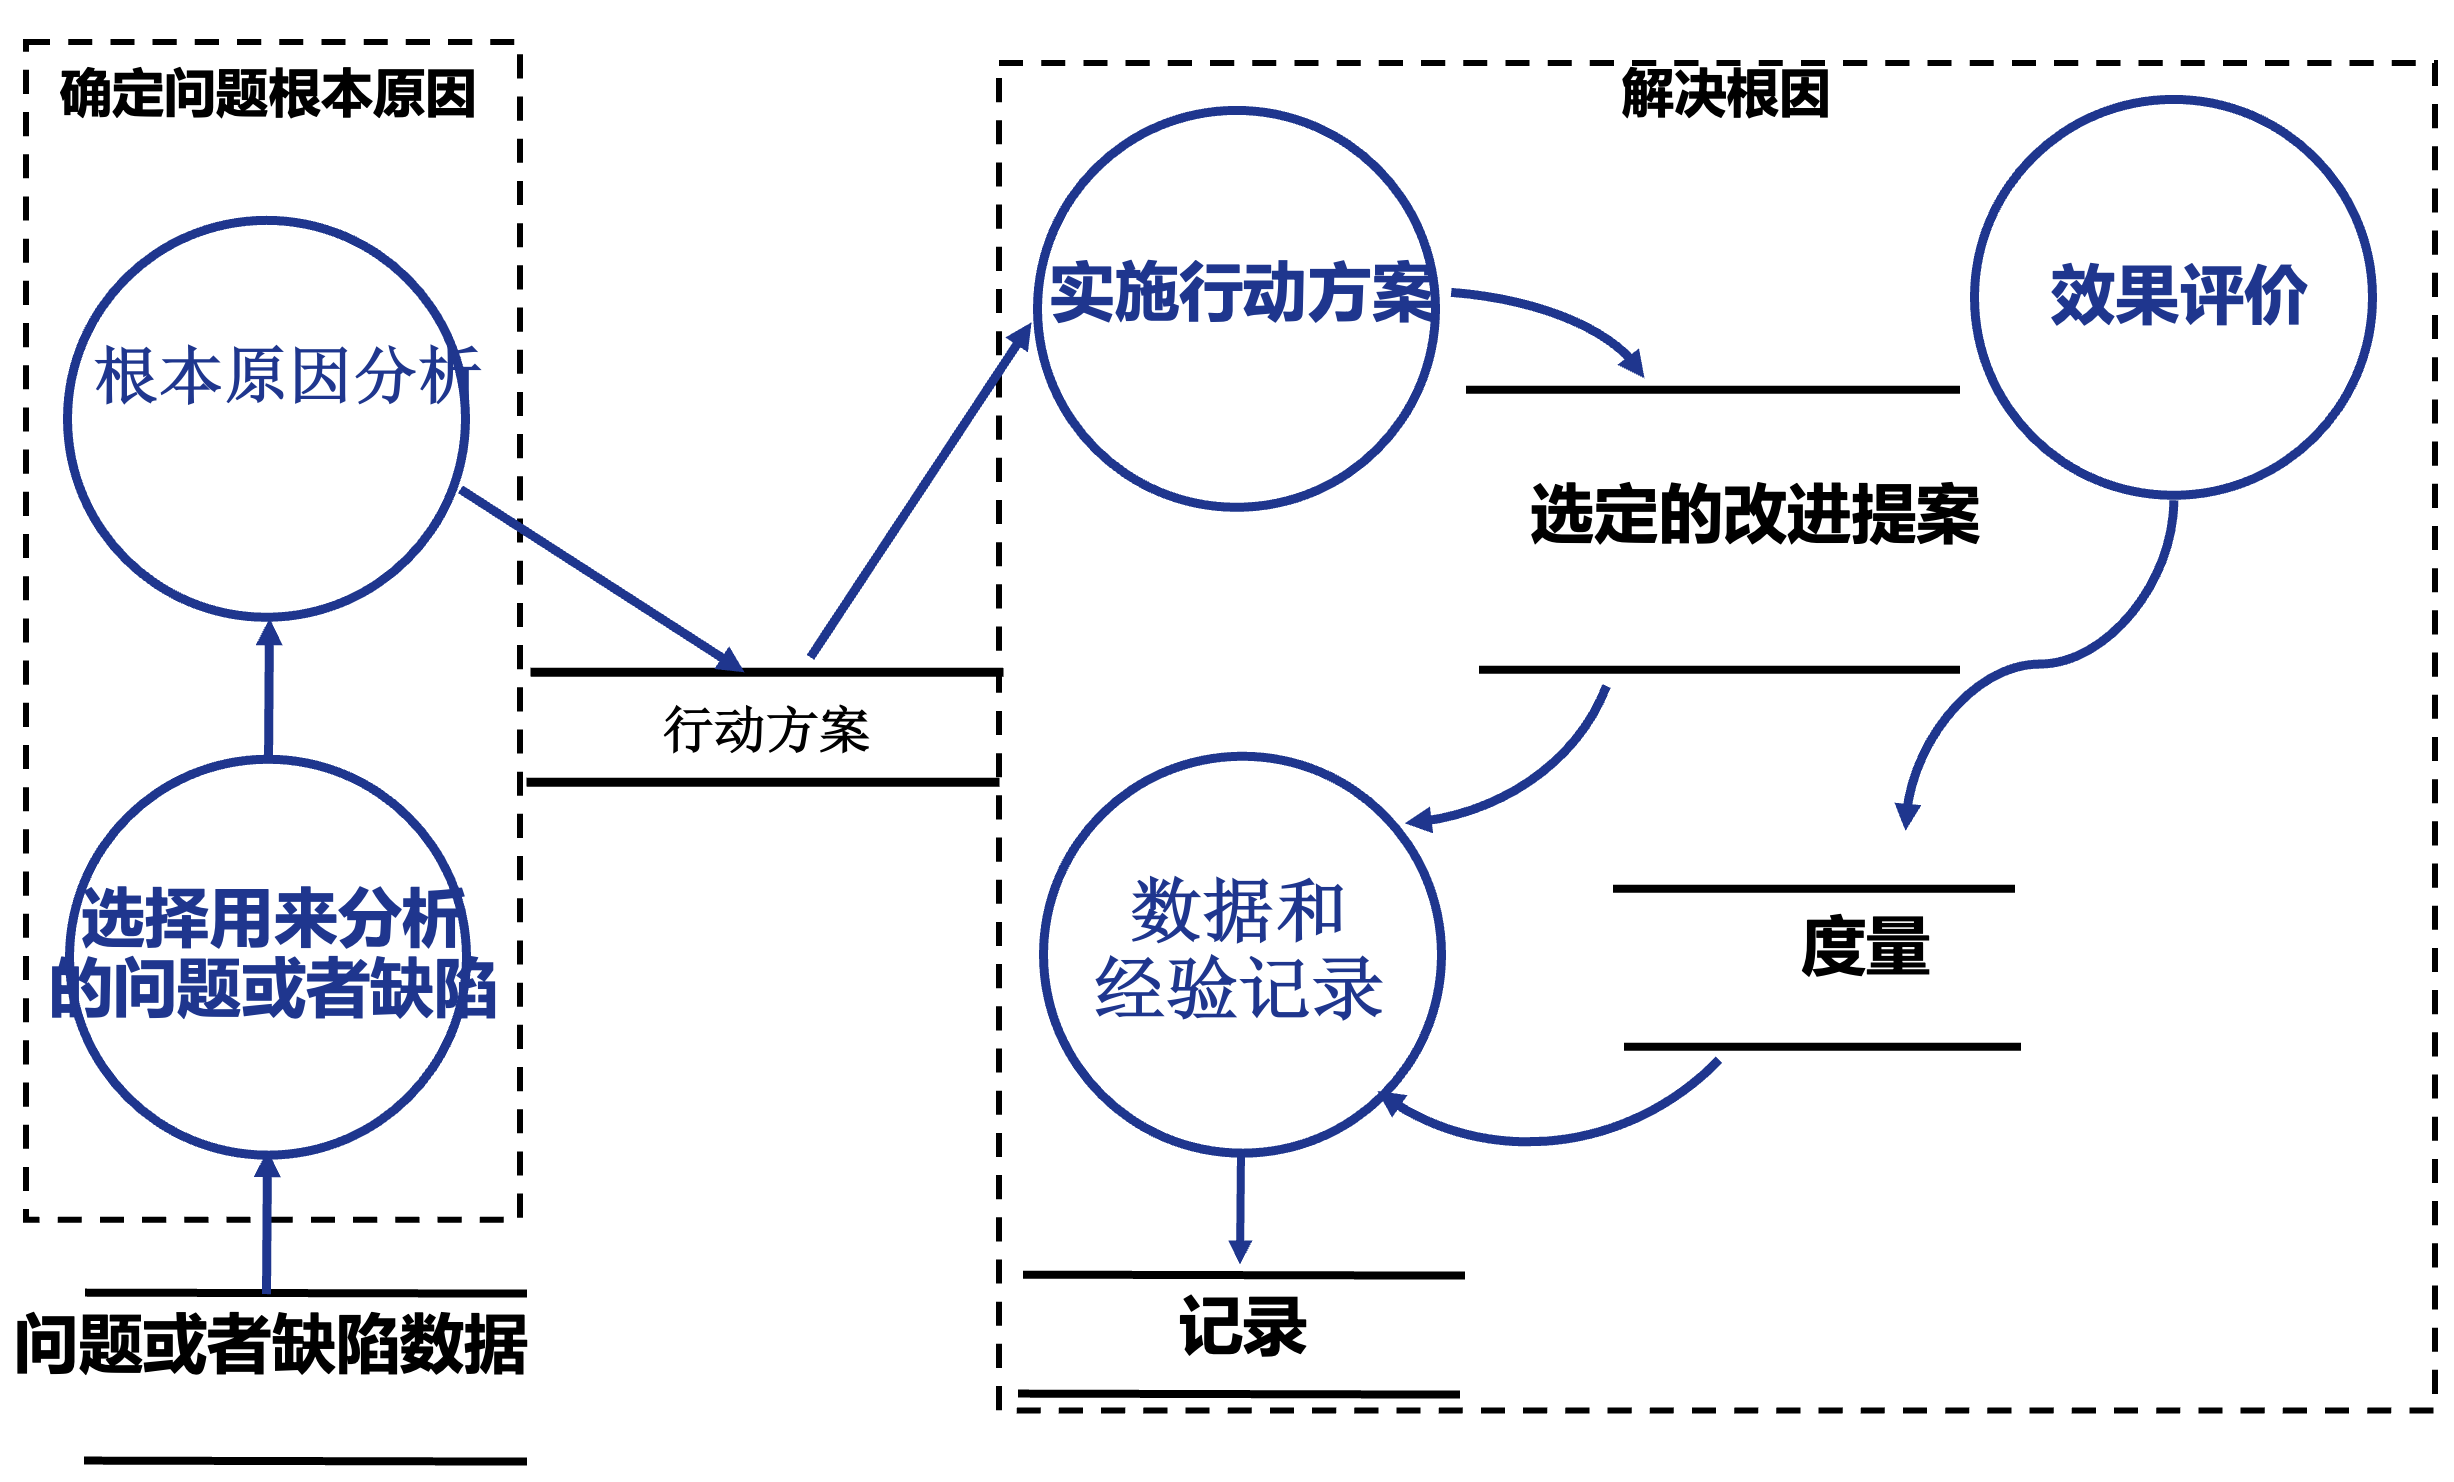 确定问题根本原因
解决根因
实施行动方案
效果评价
根本原因分析
选定的改进提案
行动方案
选择用来分析
的问题或者缺陷
数据和
经验记录
度量
记录
问题或者缺陷数据